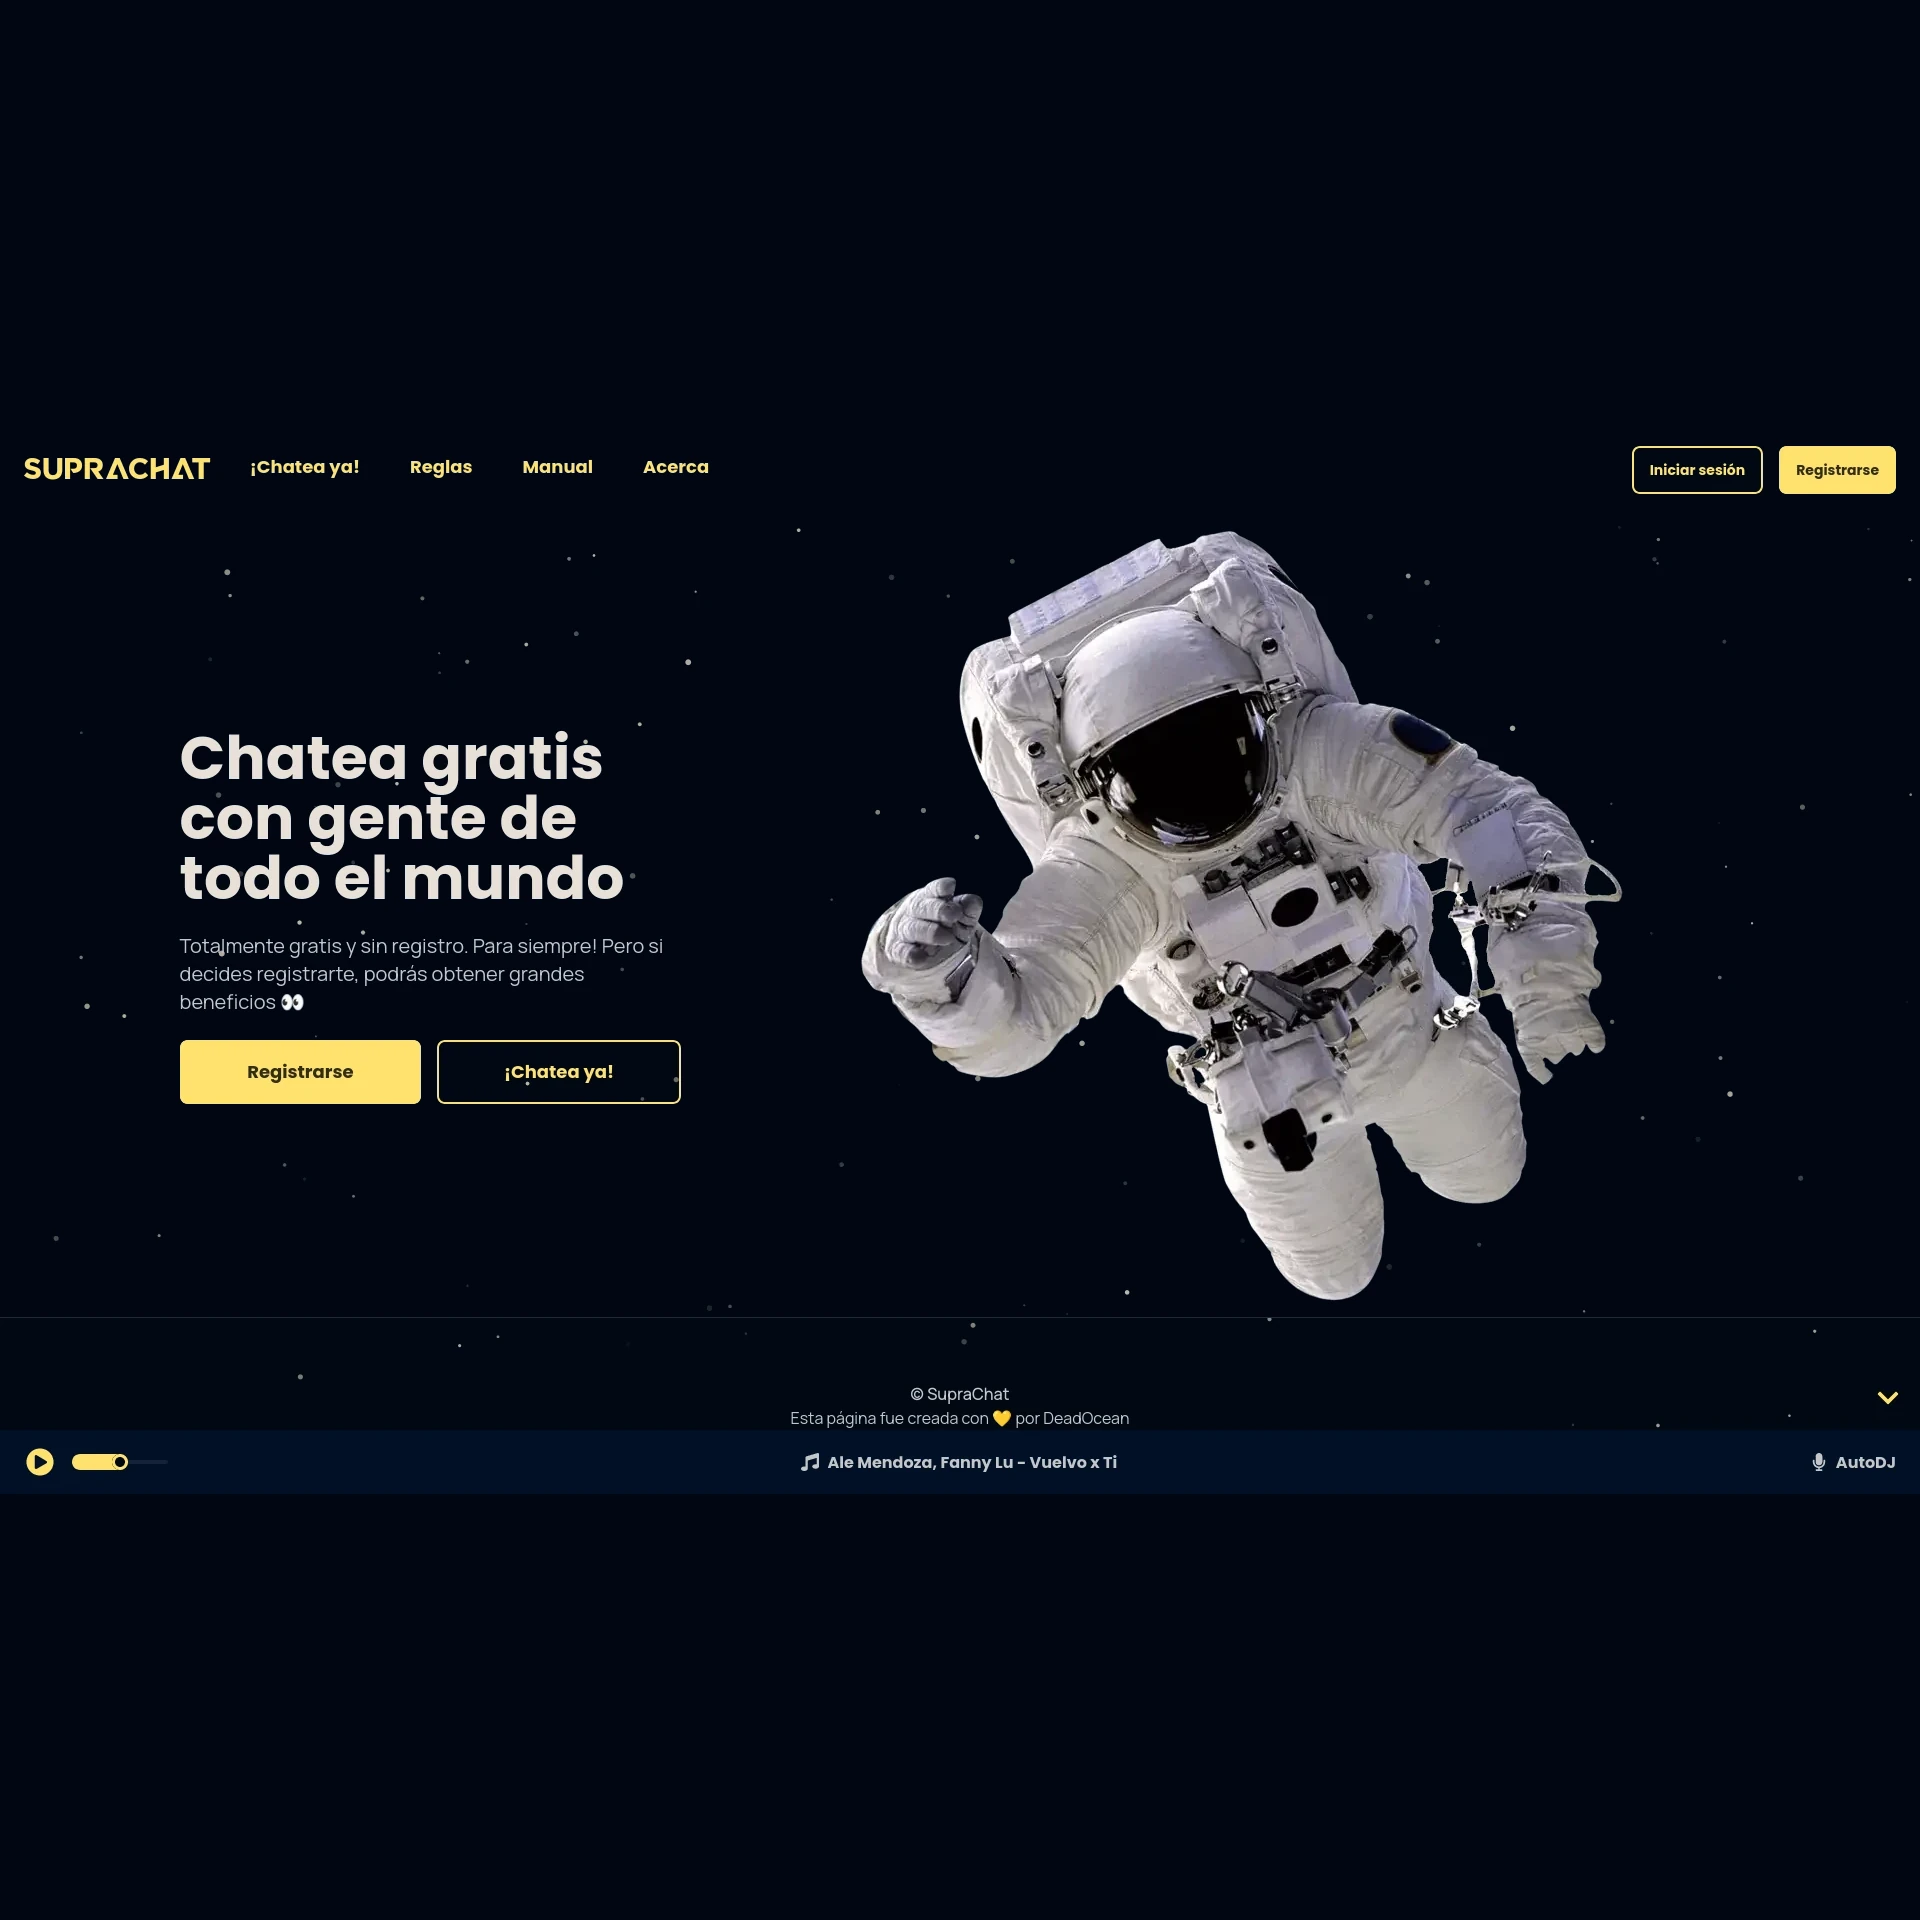 SUPRACHAT
¡Chatea ya!
Reglas
Manual
Acerca
Iniciar sesión
Registrarse
Chatea gratis
con gente de
todo el mundo
Totalmente gratis y sin registro. Para siempre! Pero si
decides registrarte, podrás obtener grandes
beneficios 👀
Registrarse
¡Chatea ya!
© SupraChat
Esta página fue creada con 💛 por DeadOcean
Ale Mendoza, Fanny Lu - Vuelvo x Ti
AutoDJ